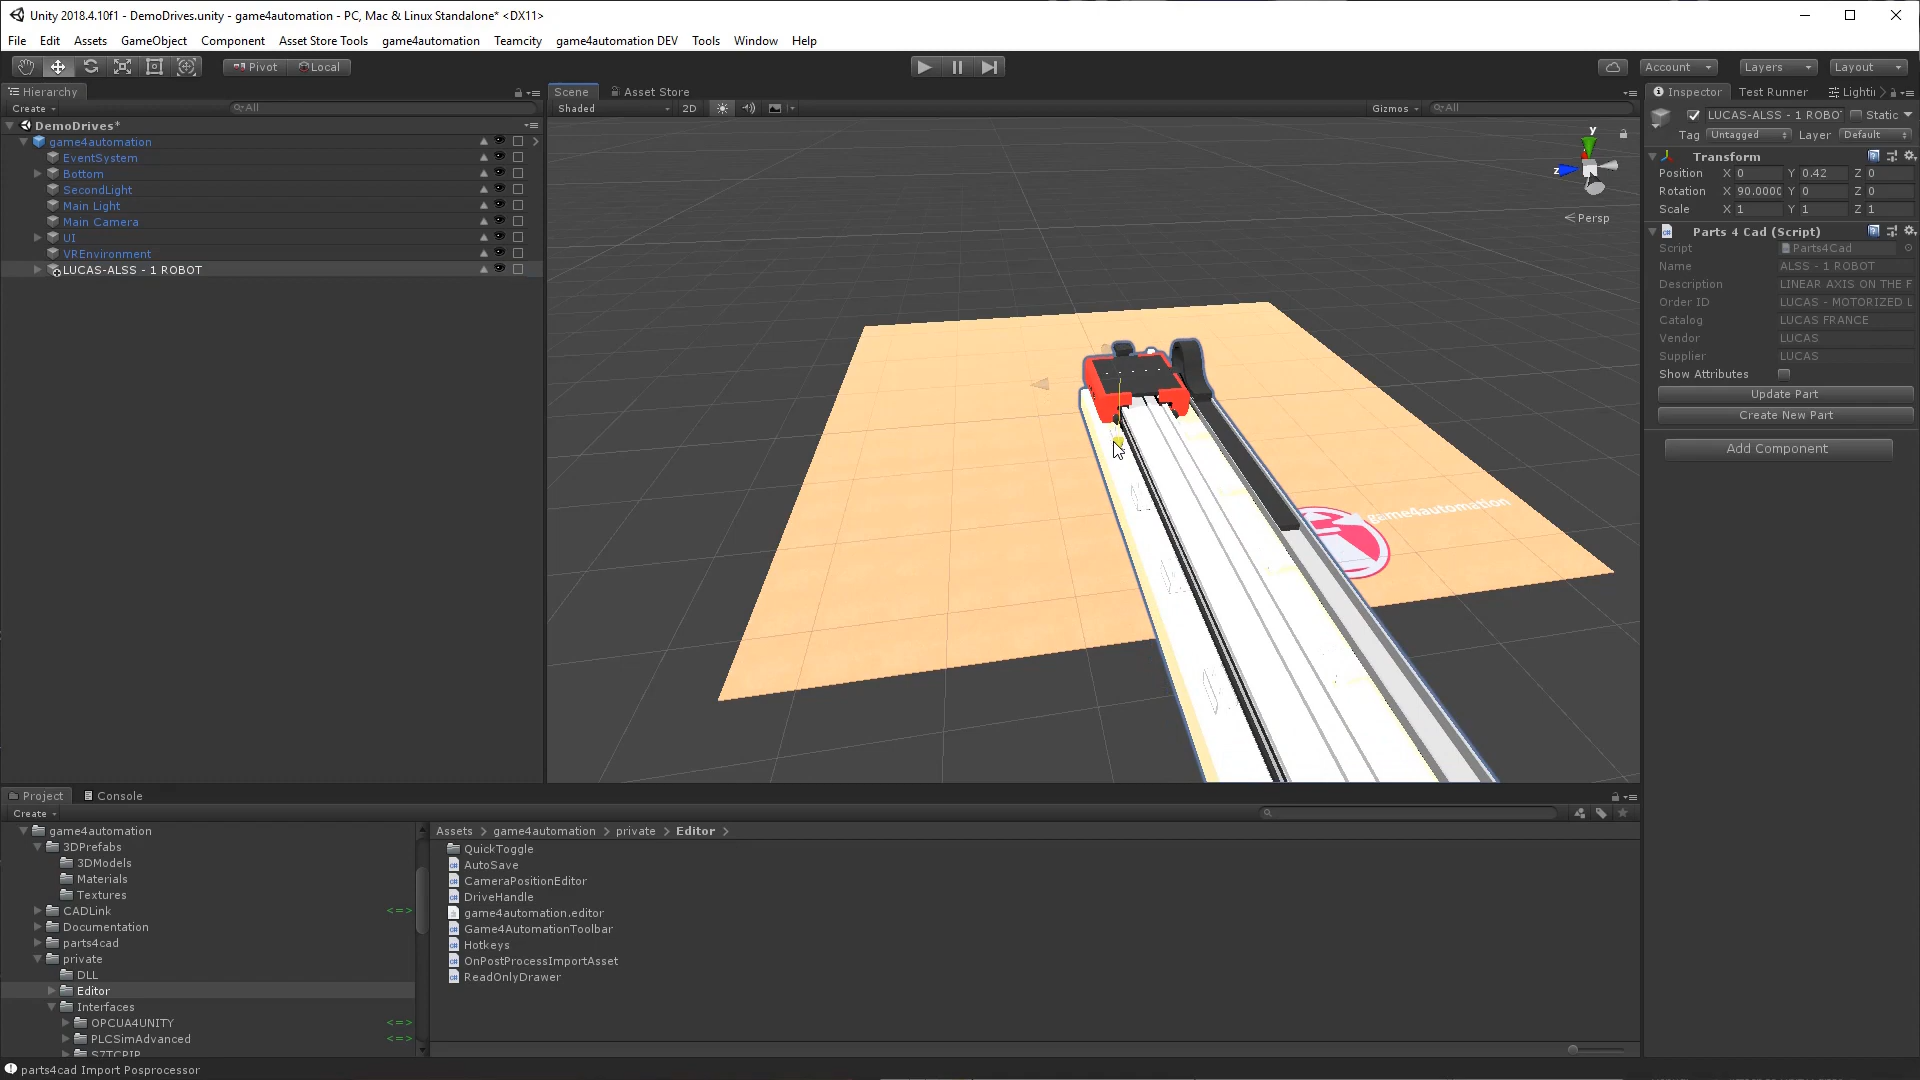 Unity 2018.4.10f1 - DemoDrives.unity - game4automation - PC, Mac & Linux Standalone* <DX11>
File Edit Assets GameObject Component Asset Store Tools game4automation Teamcity game4automation DEV Tools Window Help
Pivot Local Account Layers Layout
Hierarchy
Create All
DemoDrives*
game4automation
EventSystem
Bottom
SecondLight
Main Light
Main Camera
UI
VREnvironment
LUCAS-ALSS - 1 ROBOT
Scene Asset Store
Shaded 2D Gizmos All
y
z
Persp
game4automation
Inspector Test Runner Lighti
LUCAS-ALSS - 1 ROBO Static
Tag Untagged Layer Default
Transform
Position X 0 Y 0.42 Z 0
Rotation X 90.0000 Y 0 Z 0
Scale X 1 Y 1 Z 1
Parts 4 Cad (Script)
Script Parts4Cad
Name ALSS - 1 ROBOT
Description LINEAR AXIS ON THE F
Order ID LUCAS - MOTORIZED L
Catalog LUCAS FRANCE
Vendor LUCAS
Supplier LUCAS
Show Attributes
Update Part
Create New Part
Add Component
Project Console
Create
game4automation
3DPrefabs
3DModels
Materials
Textures
CADLink <=>
Documentation
parts4cad
private
DLL
Editor
Interfaces
OPCUA4UNITY <=>
PLCSimAdvanced <=>
S7TCPIP
Assets > game4automation > private > Editor >
QuickToggle
AutoSave
CameraPositionEditor
DriveHandle
game4automation.editor
Game4AutomationToolbar
Hotkeys
OnPostProcessImportAsset
ReadOnlyDrawer
parts4cad Import Posprocessor